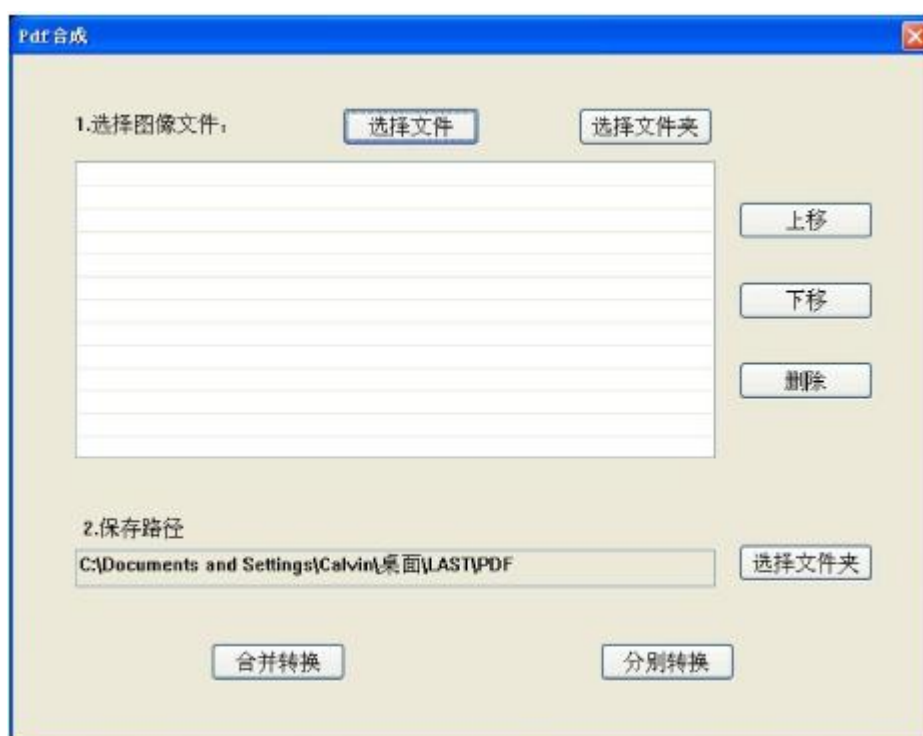 Pdf合成
1.选择图像文件： 选择文件 选择文件夹
上移
下移
删除
2.保存路径
C:\Documents and Settings\Calvin\桌面\LAST\PDF 选择文件夹
合并转换 分别转换